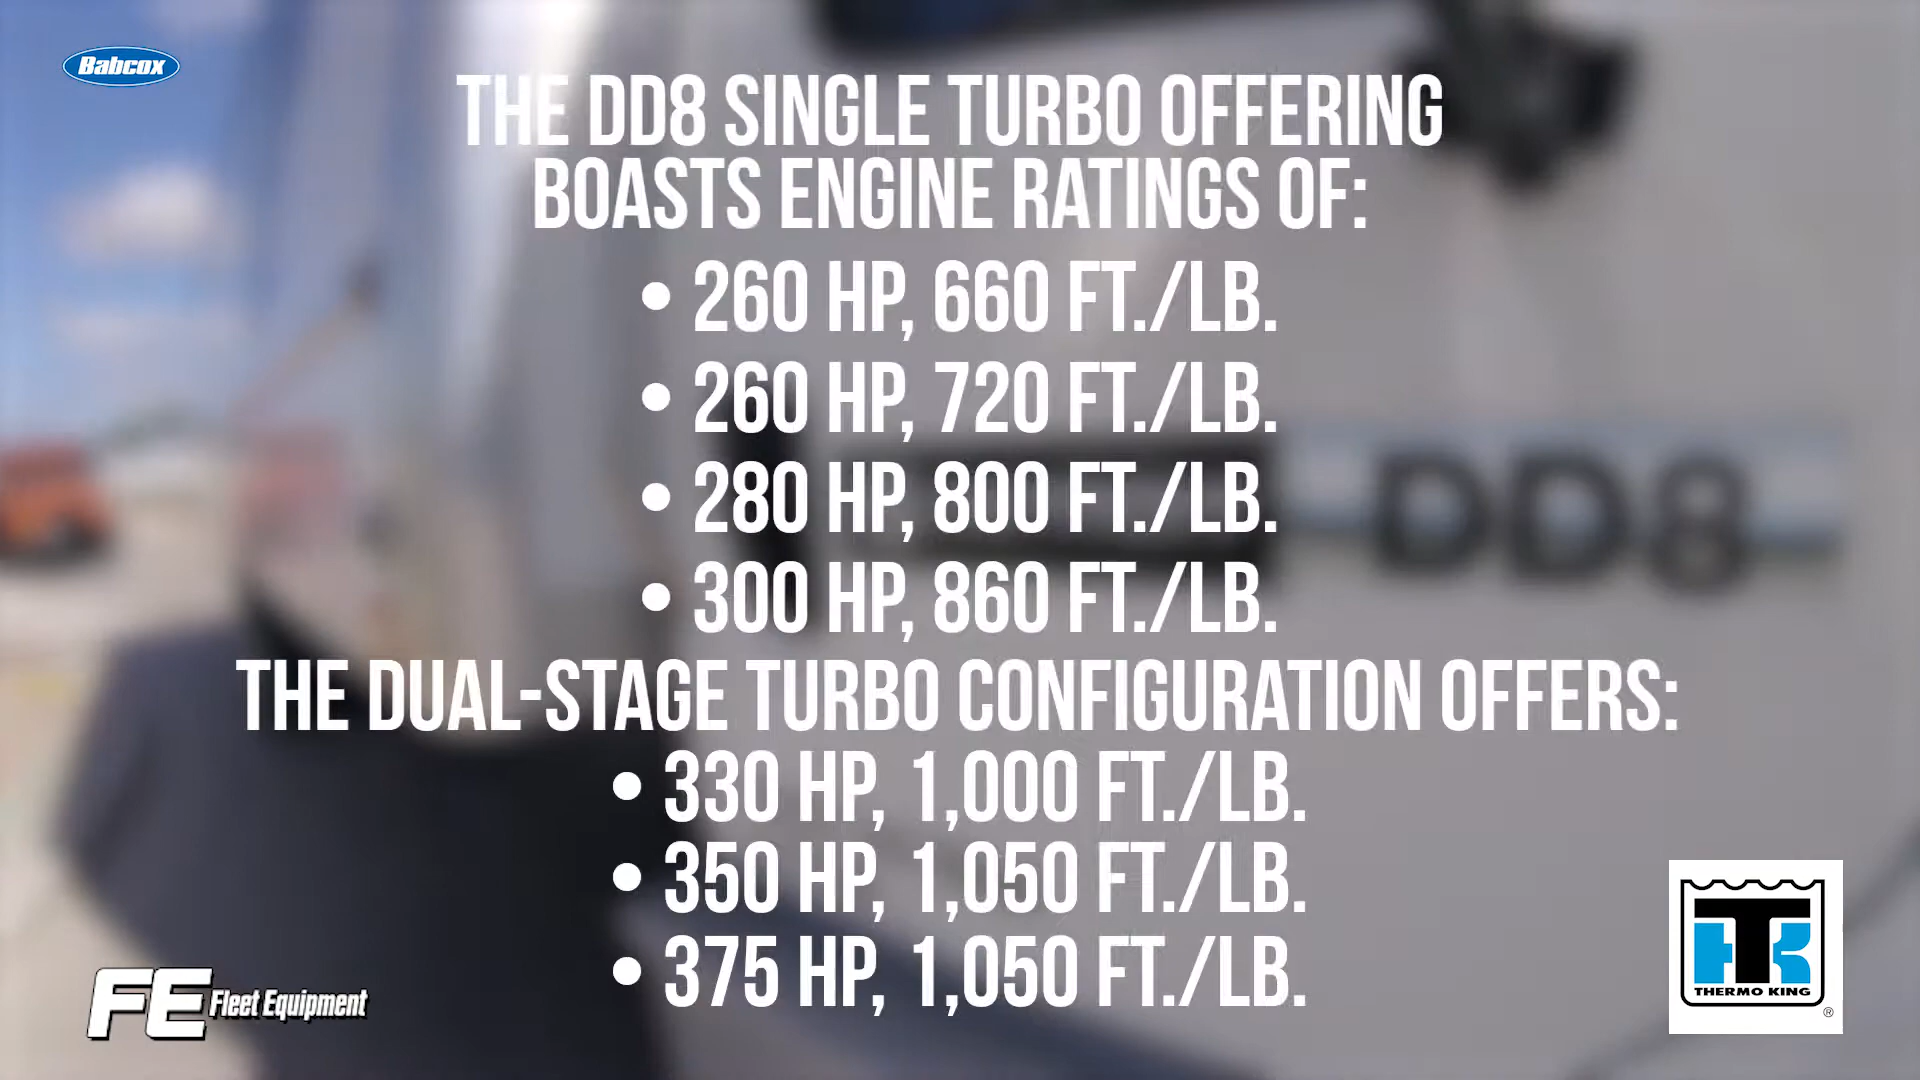 Babcox
THE DD8 SINGLE TURBO OFFERING
BOASTS ENGINE RATINGS OF:
• 260 HP, 660 FT./LB.
• 260 HP, 720 FT./LB.
• 280 HP, 800 FT./LB.
• 300 HP, 860 FT./LB.
DD8
THE DUAL-STAGE TURBO CONFIGURATION OFFERS:
• 330 HP, 1,000 FT./LB.
• 350 HP, 1,050 FT./LB.
• 375 HP, 1,050 FT./LB.
FE Fleet Equipment
TK
THERMO KING
®